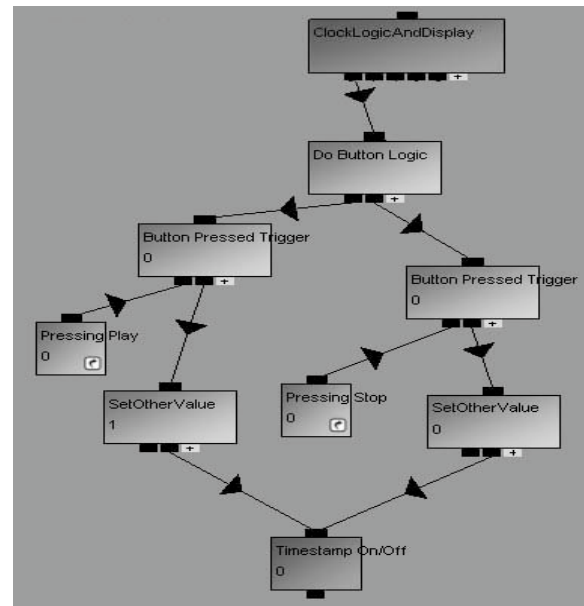 ClockLogicAndDisplay
+
Do Button Logic
+
Button Pressed Trigger
0
+
Button Pressed Trigger
0
+
Pressing Play
0
Pressing Stop
0
SetOtherValue
1
+
SetOtherValue
0
+
Timestamp On/Off
0